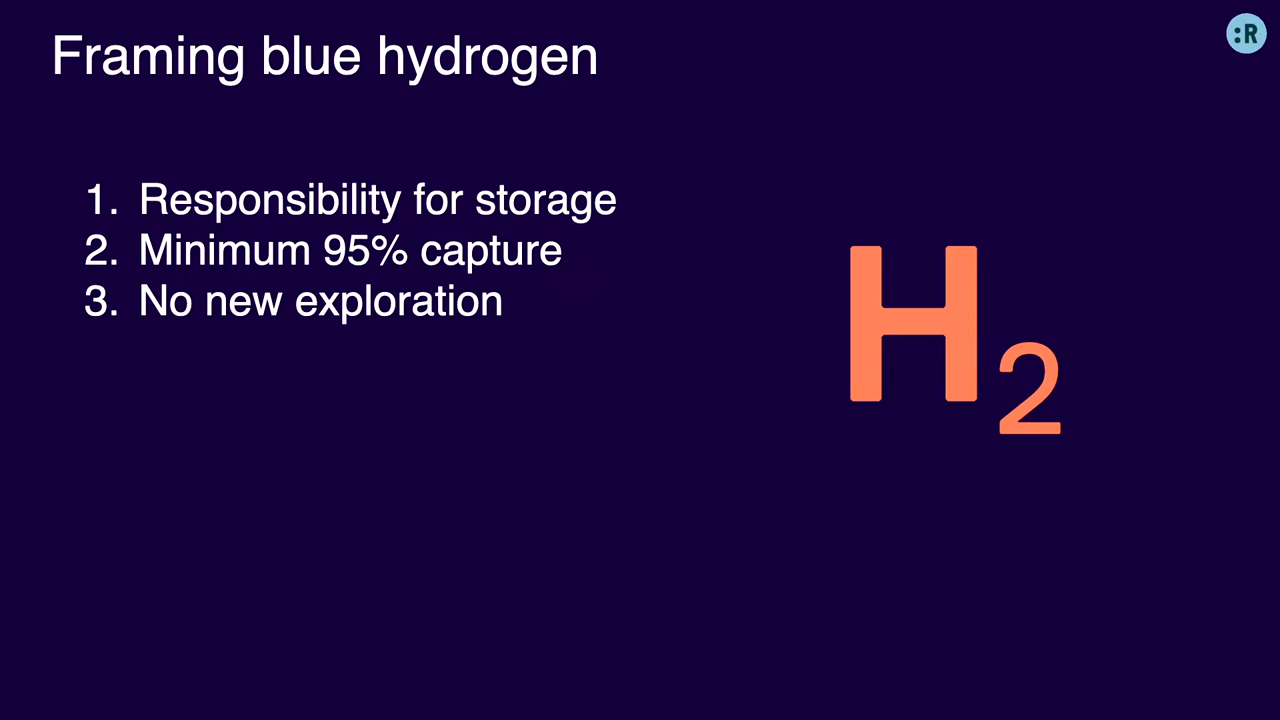 Framing blue hydrogen
:R
1. Responsibility for storage
2. Minimum 95% capture
3. No new exploration
H2